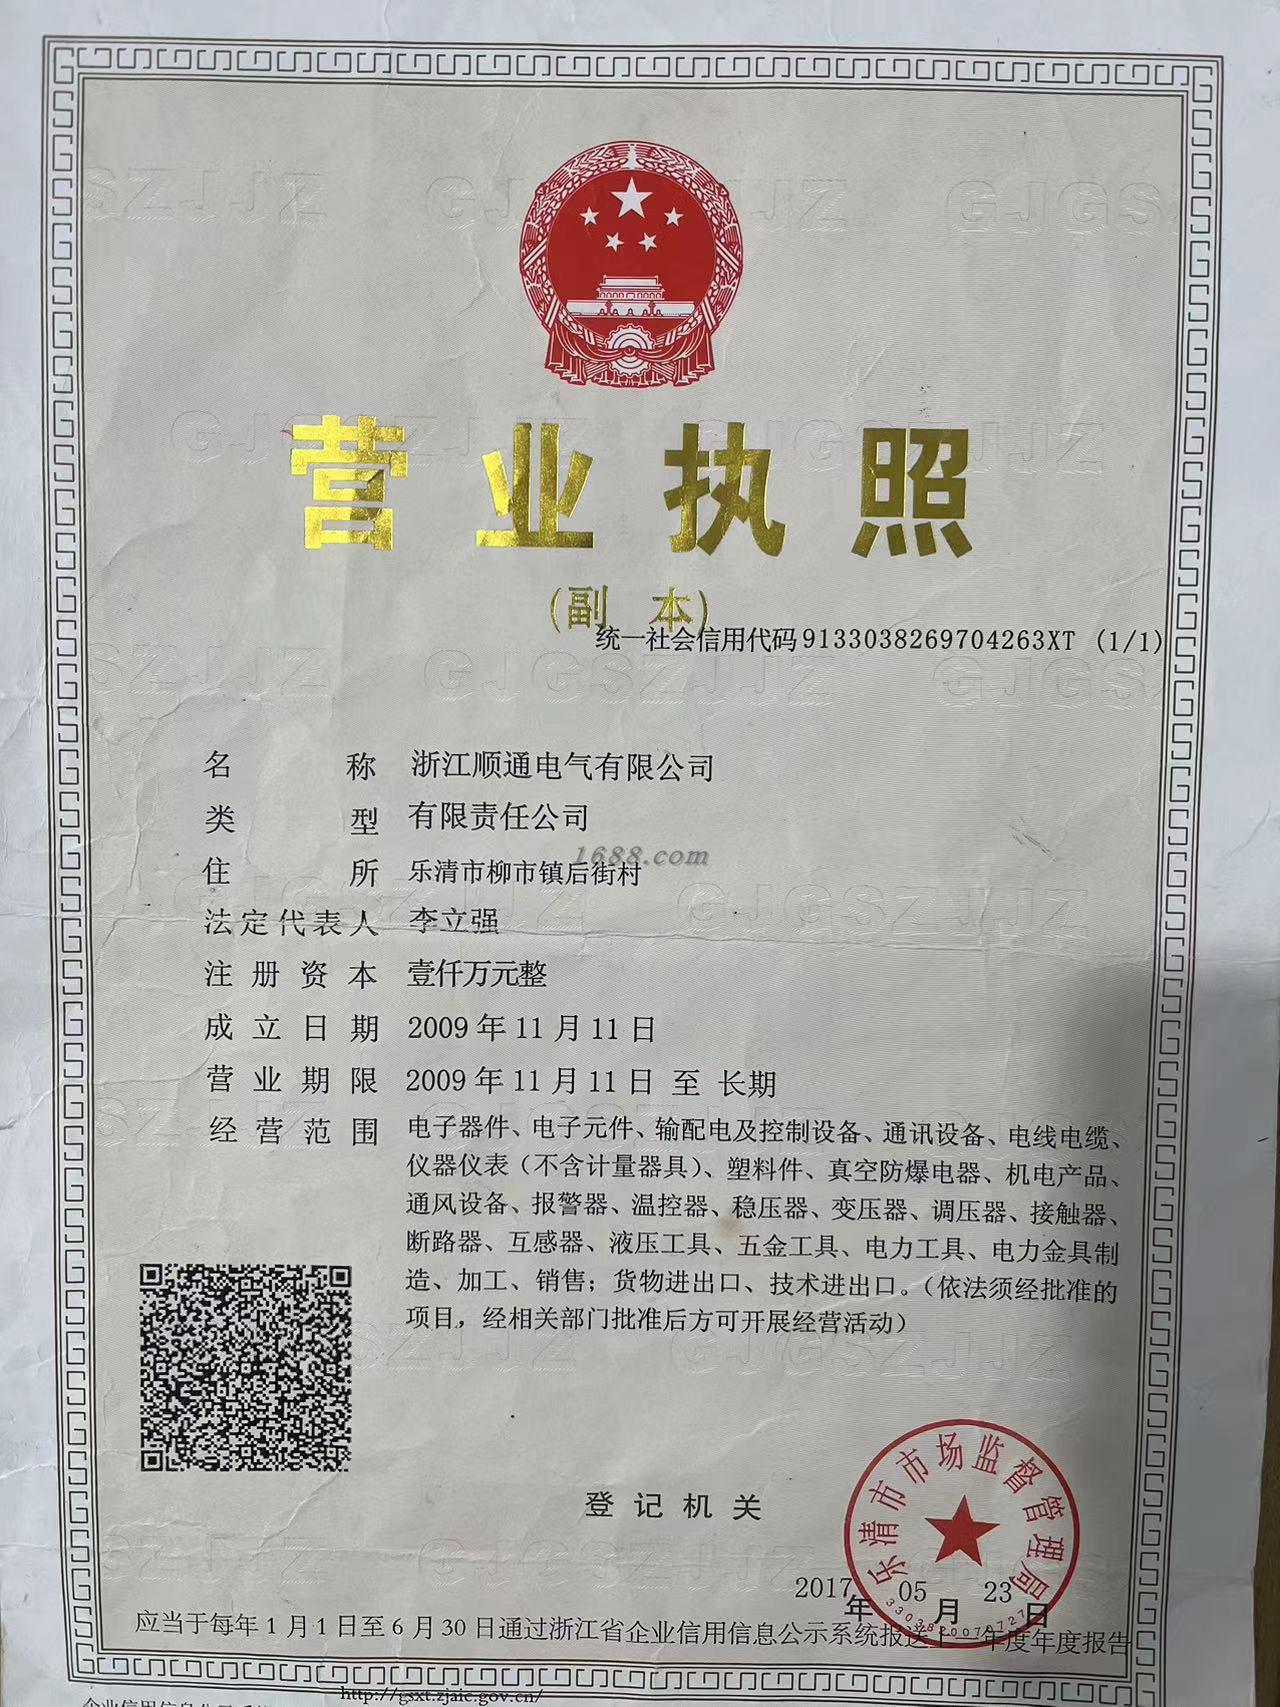 营业执照
(副 本)
统一社会信用代码 9133038269704263XT (1/1)
名 称 浙江顺通电气有限公司
类 型 有限责任公司
1688.com
住 所 乐清市柳市镇后街村
法定代表人 李立强
注册资本 壹仟万元整
成立日期 2009年11月11日
营业期限 2009年11月11日 至 长期
经营范围 电子器件、电子元件、输配电及控制设备、通讯设备、电线电缆、
仪器仪表（不含计量器具）、塑料件、真空防爆电器、机电产品、
通风设备、报警器、温控器、稳压器、变压器、调压器、接触器、
断路器、互感器、液压工具、五金工具、电力工具、电力金具制
造、加工、销售；货物进出口、技术进出口。（依法须经批准的
项目，经相关部门批准后方可开展经营活动）
登记机关
乐清市市场监督管理局
2017年05月23日
应当于每年1月1日至6月30日通过浙江省企业信用信息公示系统报送上一年度年度报告
http://gsxt.zjaic.gov.cn/